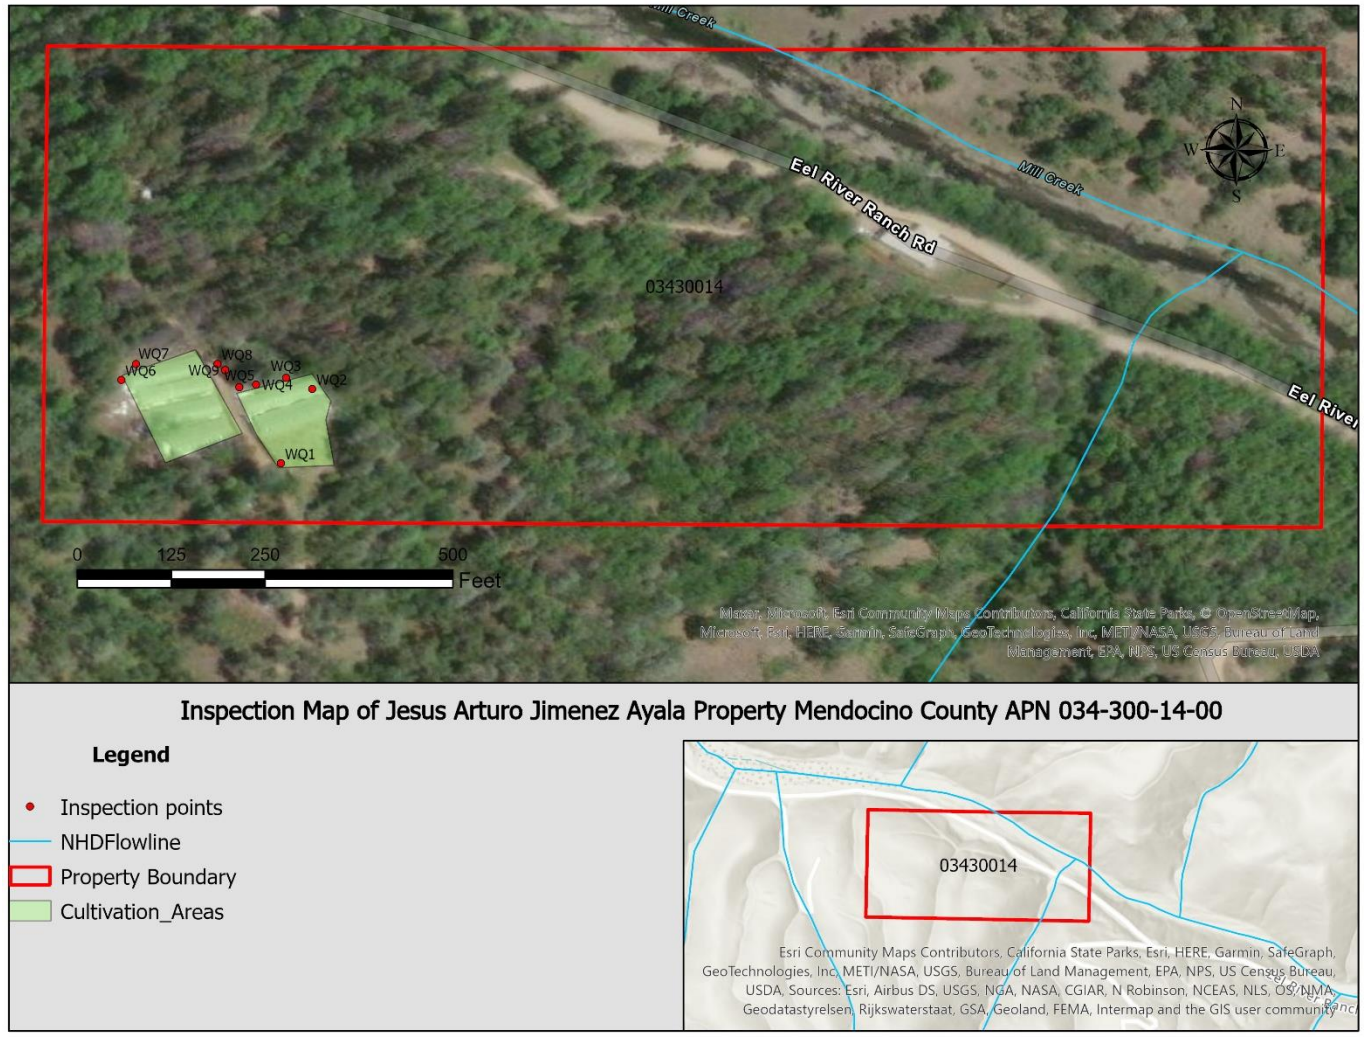 Mill Creek
N
W E
S
Mill Creek
Eel River Ranch Rd
03430014
WQ7
WQ8
WQ6
WQ9
WQ3
WQ5
WQ4
WQ2
Eel River
WQ1
0 125 250 500
Feet
Maxar, Microsoft, Esri Community Maps Contributors, California State Parks, © OpenStreetMap,
Microsoft, Esri, HERE, Garmin, SafeGraph, GeoTechnologies, Inc, METI/NASA, USGS, Bureau of Land
Management, EPA, NPS, US Census Bureau, USDA
Inspection Map of Jesus Arturo Jimenez Ayala Property Mendocino County APN 034-300-14-00
Legend
Inspection points
NHDFlowline
Property Boundary
Cultivation_Areas
03430014
Esri Community Maps Contributors, California State Parks, Esri, HERE, Garmin, SafeGraph,
GeoTechnologies, Inc, METI/NASA, USGS, Bureau of Land Management, EPA, NPS, US Census Bureau,
USDA, Sources: Esri, Airbus DS, USGS, NGA, NASA, CGIAR, N Robinson, NCEAS, NLS, OS, NMA,
Geodatastyrelsen, Rijkswaterstaat, GSA, Geoland, FEMA, Intermap and the GIS user community
Eel River Ranc